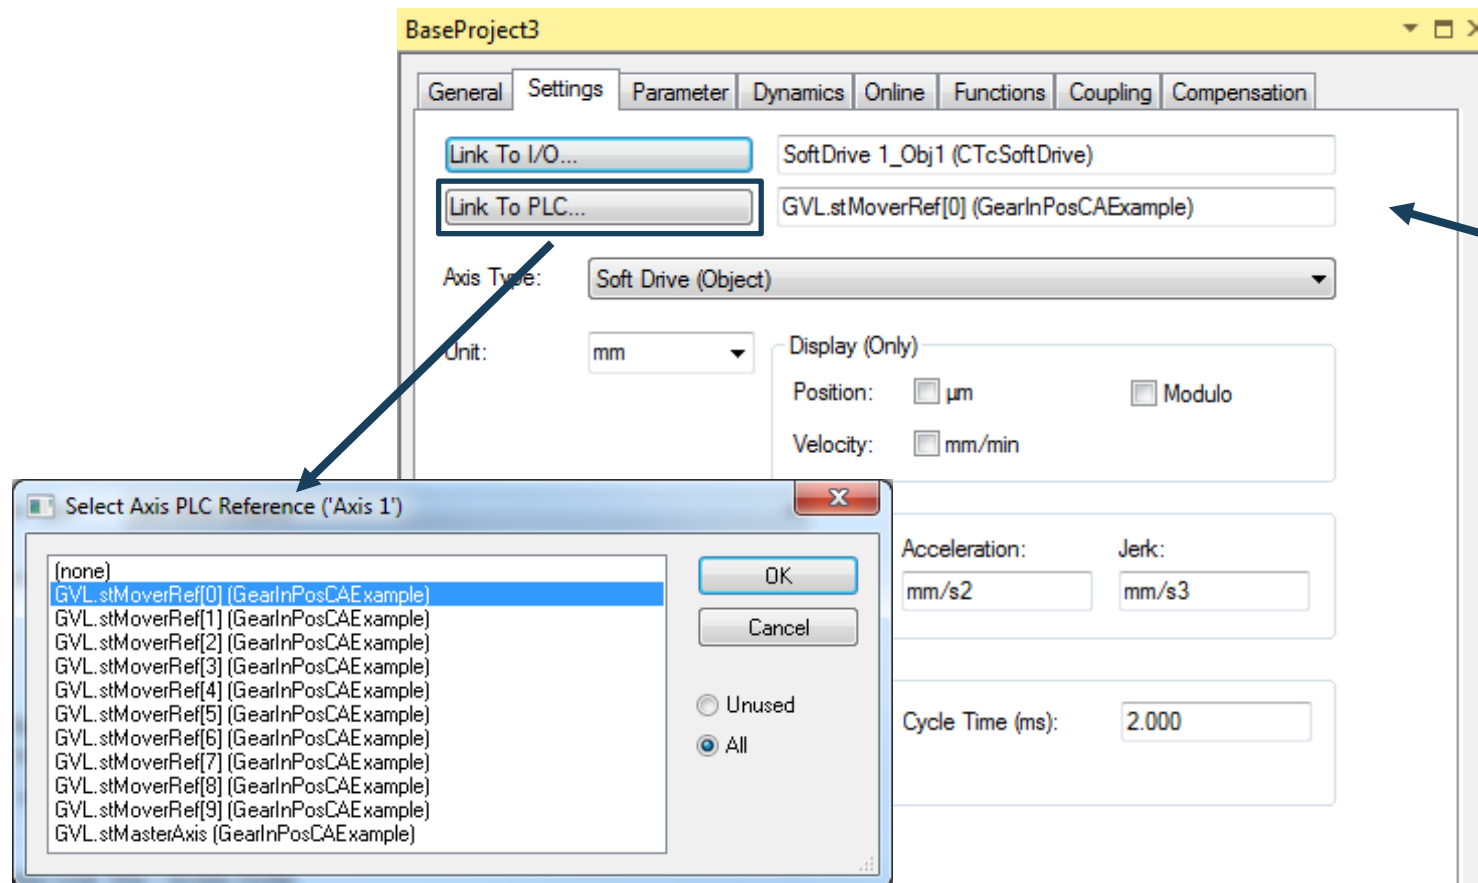 BaseProject3
General Settings Parameter Dynamics Online Functions Coupling Compensation
Link To I/O... SoftDrive 1_Obj1 (CTcSoftDrive)
Link To PLC... GVL.stMoverRef[0] (GearInPosCAExample)
Axis Type: Soft Drive (Object)
Unit: mm Display (Only)
Position: µm Modulo
Velocity: mm/min
Select Axis PLC Reference ('Axis 1')
Acceleration: Jerk:
mm/s2 mm/s3
(none)
GVL.stMoverRef[0] (GearInPosCAExample)
GVL.stMoverRef[1] (GearInPosCAExample)
GVL.stMoverRef[2] (GearInPosCAExample)
GVL.stMoverRef[3] (GearInPosCAExample)
GVL.stMoverRef[4] (GearInPosCAExample)
GVL.stMoverRef[5] (GearInPosCAExample)
GVL.stMoverRef[6] (GearInPosCAExample)
GVL.stMoverRef[7] (GearInPosCAExample)
GVL.stMoverRef[8] (GearInPosCAExample)
GVL.stMoverRef[9] (GearInPosCAExample)
GVL.stMasterAxis (GearInPosCAExample)
OK
Cancel
Unused
All
Cycle Time (ms): 2.000